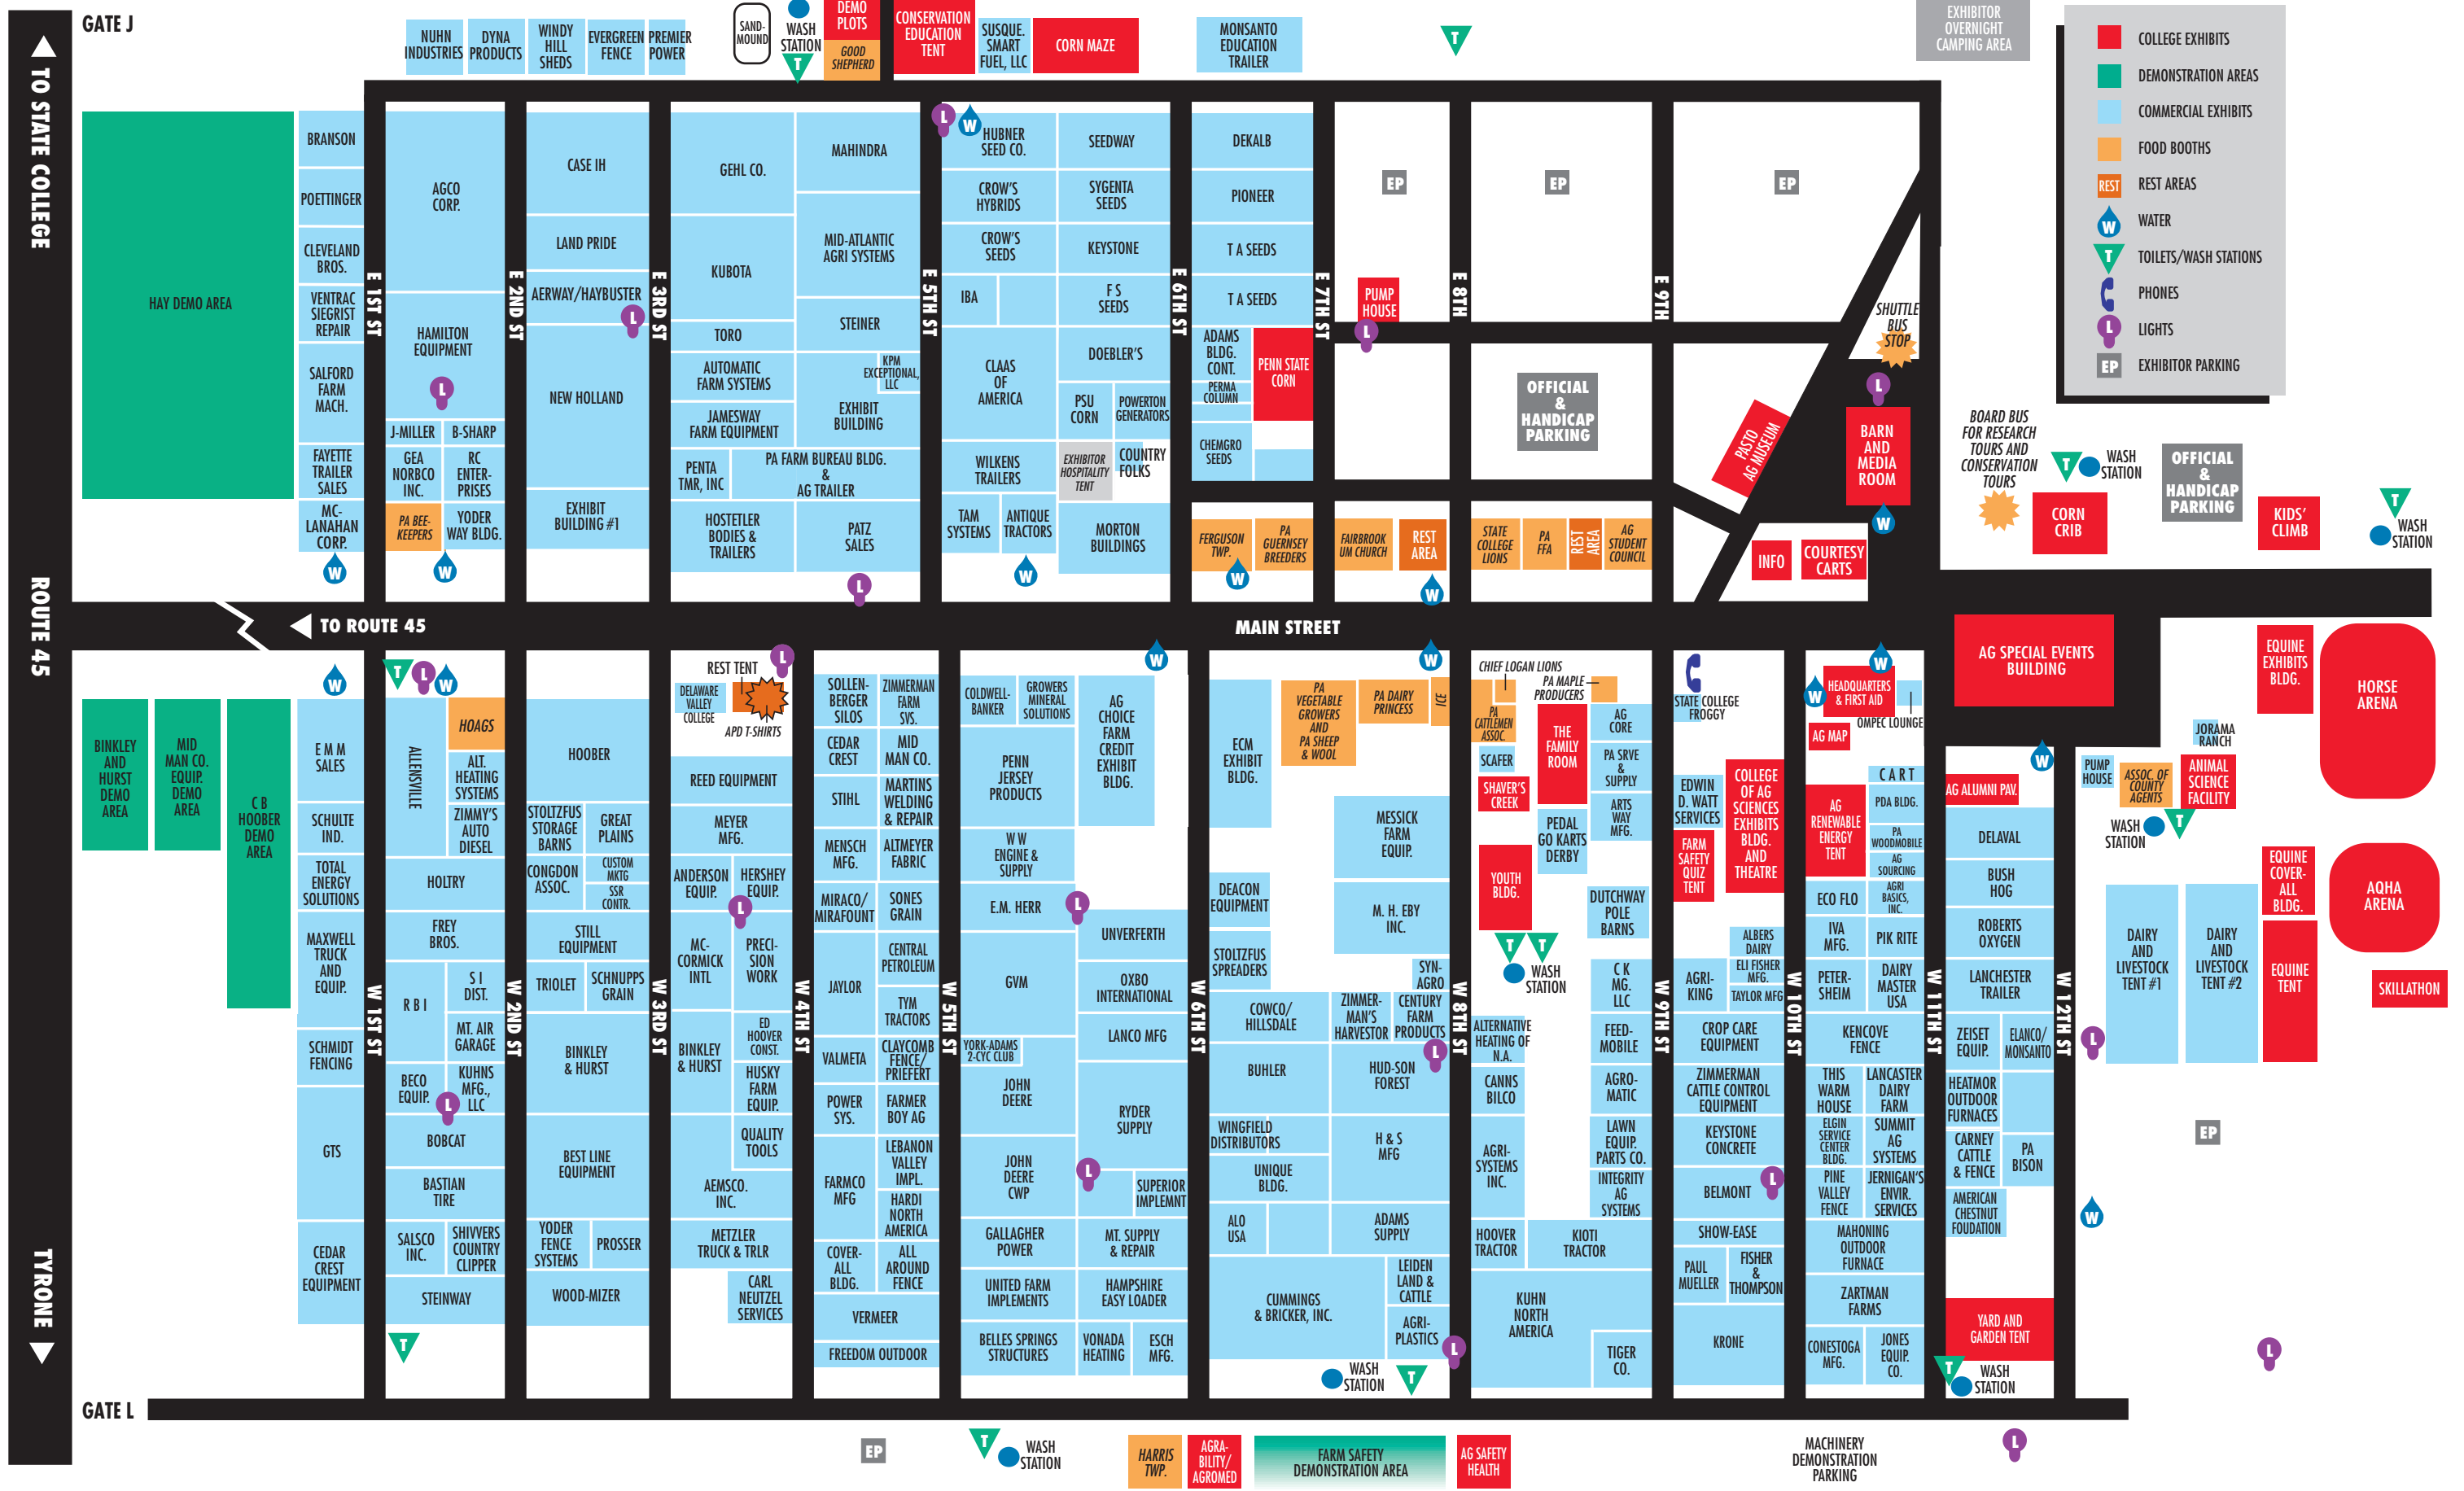 GATE J
TO STATE COLLEGE
ROUTE 45
TYRONE
NUHN
INDUSTRIES
DYNA
PRODUCTS
WINDY
HILL
SHEDS
EVERGREEN
FENCE
PREMIER
POWER
SAND-
MOUND
WASH
STATION
T
DEMO
PLOTS
GOOD
SHEPHERD
CONSERVATION
EDUCATION
TENT
SUSQUE.
SMART
FUEL, LLC
CORN MAZE
MONSANTO
EDUCATION
TRAILER
T
EXHIBITOR
OVERNIGHT
CAMPING AREA
COLLEGE EXHIBITS
DEMONSTRATION AREAS
COMMERCIAL EXHIBITS
FOOD BOOTHS
REST
REST AREAS
W
WATER
T
TOILETS/WASH STATIONS
PHONES
L
LIGHTS
EP
EXHIBITOR PARKING
HAY DEMO AREA
BRANSON
POETTINGER
CLEVELAND
BROS.
VENTRAC
SIEGRIST
REPAIR
SALFORD
FARM
MACH.
FAYETTE
TRAILER
SALES
MC-
LANAHAN
CORP.
W
E 1ST ST
AGCO
CORP.
HAMILTON
EQUIPMENT
L
J-MILLER
B-SHARP
GEA
NORBCO
INC.
RC
ENTER-
PRISES
PA BEE-
KEEPERS
YODER
WAY BLDG.
W
E 2ND ST
CASE IH
LAND PRIDE
AERWAY/HAYBUSTER
L
NEW HOLLAND
EXHIBIT
BUILDING #1
E 3RD ST
GEHL CO.
KUBOTA
TORO
AUTOMATIC
FARM SYSTEMS
JAMESWAY
FARM EQUIPMENT
PENTA
TMR, INC
PA FARM BUREAU BLDG.
&
AG TRAILER
HOSTETLER
BODIES &
TRAILERS
MAHINDRA
MID-ATLANTIC
AGRI SYSTEMS
STEINER
KPM
EXCEPTIONAL,
LLC
EXHIBIT
BUILDING
PATZ
SALES
L
E 5TH ST
L
W
HUBNER
SEED CO.
CROW'S
HYBRIDS
CROW'S
SEEDS
IBA
CLAAS
OF
AMERICA
WILKENS
TRAILERS
TAM
SYSTEMS
ANTIQUE
TRACTORS
W
SEEDWAY
SYGENTA
SEEDS
KEYSTONE
F S
SEEDS
DOEBLER'S
PSU
CORN
POWERTON
GENERATORS
EXHIBITOR
HOSPITALITY
TENT
COUNTRY
FOLKS
MORTON
BUILDINGS
E 6TH ST
DEKALB
PIONEER
T A SEEDS
T A SEEDS
ADAMS
BLDG.
CONT.
PERMA
COLUMN
PENN STATE
CORN
CHEMGRO
SEEDS
FERGUSON
TWP.
W
PA
GUERNSEY
BREEDERS
E 7TH ST
EP
PUMP
HOUSE
L
FAIRBROOK
UM CHURCH
REST
AREA
W
E 8TH
EP
OFFICIAL
&
HANDICAP
PARKING
STATE
COLLEGE
LIONS
PA
FFA
REST
AREA
AG
STUDENT
COUNCIL
E 9TH
EP
PASTO
AG MUSEUM
INFO
COURTESY
CARTS
SHUTTLE
BUS
STOP
L
BARN
AND
MEDIA
ROOM
W
BOARD BUS
FOR RESEARCH
TOURS AND
CONSERVATION
TOURS
T
WASH
STATION
CORN
CRIB
OFFICIAL
&
HANDICAP
PARKING
KIDS'
CLIMB
T
WASH
STATION
TO ROUTE 45
MAIN STREET
AG SPECIAL EVENTS
BUILDING
BINKLEY
AND
HURST
DEMO
AREA
MID
MAN CO.
EQUIP.
DEMO
AREA
C B
HOOBER
DEMO
AREA
W
E M M
SALES
SCHULTE
IND.
TOTAL
ENERGY
SOLUTIONS
MAXWELL
TRUCK
AND
EQUIP.
SCHMIDT
FENCING
GTS
CEDAR
CREST
EQUIPMENT
W 1ST ST
T
L
W
ALLENSVILLE
HOAGS
ALT.
HEATING
SYSTEMS
ZIMMY'S
AUTO
DIESEL
HOLTRY
FREY
BROS.
R B I
S I
DIST.
MT. AIR
GARAGE
BECO
EQUIP.
KUHNS
MFG.,
LLC
L
BOBCAT
BASTIAN
TIRE
SALSCO
INC.
SHIVVERS
COUNTRY
CLIPPER
STEINWAY
T
W 2ND ST
HOOBER
STOLTZFUS
STORAGE
BARNS
GREAT
PLAINS
CONGDON
ASSOC.
CUSTOM
MKTG
SSR
CONTR.
STILL
EQUIPMENT
TRIOLET
SCHNUPPS
GRAIN
BINKLEY
& HURST
BEST LINE
EQUIPMENT
YODER
FENCE
SYSTEMS
PROSSER
WOOD-MIZER
W 3RD ST
REST TENT
L
DELAWARE
VALLEY
COLLEGE
APD T-SHIRTS
REED EQUIPMENT
MEYER
MFG.
ANDERSON
EQUIP.
HERSHEY
EQUIP.
L
MC-
CORMICK
INTL
PRECI-
SION
WORK
BINKLEY
& HURST
ED
HOOVER
CONST.
HUSKY
FARM
EQUIP.
QUALITY
TOOLS
AEMSCO.
INC.
METZLER
TRUCK & TRLR
CARL
NEUTZEL
SERVICES
W 4TH ST
SOLLEN-
BERGER
SILOS
ZIMMERMAN
FARM
SVS.
CEDAR
CREST
MID
MAN CO.
STIHL
MARTINS
WELDING
& REPAIR
MENSCH
MFG.
ALTMEYER
FABRIC
MIRACO/
MIRAFOUNT
SONES
GRAIN
JAYLOR
CENTRAL
PETROLEUM
TYM
TRACTORS
VALMETA
CLAYCOMB
FENCE/
PRIEFERT
POWER
SYS.
FARMER
BOY AG
FARMCO
MFG
LEBANON
VALLEY
IMPL.
HARDI
NORTH
AMERICA
COVER-
ALL
BLDG.
ALL
AROUND
FENCE
VERMEER
FREEDOM OUTDOOR
W 5TH ST
COLDWELL-
BANKER
GROWERS
MINERAL
SOLUTIONS
W
AG
CHOICE
FARM
CREDIT
EXHIBIT
BLDG.
PENN
JERSEY
PRODUCTS
W W
ENGINE &
SUPPLY
E.M. HERR
L
UNVERFERTH
GVM
OXBO
INTERNATIONAL
LANCO MFG
YORK-ADAMS
2-CYC CLUB
JOHN
DEERE
RYDER
SUPPLY
JOHN
DEERE
CWP
L
SUPERIOR
IMPLEMNT
GALLAGHER
POWER
MT. SUPPLY
& REPAIR
UNITED FARM
IMPLEMENTS
HAMPSHIRE
EASY LOADER
BELLES SPRINGS
STRUCTURES
VONADA
HEATING
ESCH
MFG.
W 6TH ST
ECM
EXHIBIT
BLDG.
PA
VEGETABLE
GROWERS
AND
PA SHEEP
& WOOL
PA DAIRY
PRINCESS
W
ICE
MESSICK
FARM
EQUIP.
DEACON
EQUIPMENT
M. H. EBY
INC.
STOLTZFUS
SPREADERS
SYN-
AGRO
COWCO/
HILLSDALE
ZIMMER-
MAN'S
HARVESTOR
CENTURY
FARM
PRODUCTS
L
BUHLER
HUD-SON
FOREST
WINGFIELD
DISTRIBUTORS
H & S
MFG
UNIQUE
BLDG.
ALO
USA
ADAMS
SUPPLY
CUMMINGS
& BRICKER, INC.
LEIDEN
LAND &
CATTLE
AGRI-
PLASTICS
L
WASH
STATION
T
W 8TH ST
CHIEF LOGAN LIONS
PA MAPLE
PRODUCERS
PA
CATTLEMEN
ASSOC.
THE
FAMILY
ROOM
AG
CORE
SCAFER
PA SRVE
&
SUPPLY
SHAVER'S
CREEK
ARTS
WAY
MFG.
PEDAL
GO KARTS
DERBY
YOUTH
BLDG.
DUTCHWAY
POLE
BARNS
T
T
WASH
STATION
C K
MG.
LLC
ALTERNATIVE
HEATING OF
N.A.
FEED-
MOBILE
CANNS
BILCO
AGRO-
MATIC
AGRI-
SYSTEMS
INC.
LAWN
EQUIP.
PARTS CO.
INTEGRITY
AG
SYSTEMS
HOOVER
TRACTOR
KIOTI
TRACTOR
KUHN
NORTH
AMERICA
TIGER
CO.
W 9TH ST
STATE COLLEGE
FROGGY
EDWIN
D. WATT
SERVICES
COLLEGE
OF AG
SCIENCES
EXHIBITS
BLDG.
AND
THEATRE
FARM
SAFETY
QUIZ
TENT
ALBERS
DAIRY
AGRI-
KING
ELI FISHER
MFG.
TAYLOR MFG
CROP CARE
EQUIPMENT
ZIMMERMAN
CATTLE CONTROL
EQUIPMENT
KEYSTONE
CONCRETE
BELMONT
L
SHOW-EASE
PAUL
MUELLER
FISHER
&
THOMPSON
KRONE
W 10TH ST
W
W
HEADQUARTERS
& FIRST AID
OMPEC LOUNGE
AG MAP
C A R T
AG
RENEWABLE
ENERGY
TENT
PDA BLDG.
PA
WOODMOBILE
AG
SOURCING
ECO FLO
AGRI
BASICS,
INC.
IVA
MFG.
PIK RITE
PETER-
SHEIM
DAIRY
MASTER
USA
KENCOVE
FENCE
THIS
WARM
HOUSE
LANCASTER
DAIRY
FARM
ELGIN
SERVICE
CENTER
BLDG.
SUMMIT
AG
SYSTEMS
PINE
VALLEY
FENCE
JERNIGAN'S
ENVIR.
SERVICES
MAHONING
OUTDOOR
FURNACE
ZARTMAN
FARMS
CONESTOGA
MFG.
JONES
EQUIP.
CO.
W 11TH ST
AG ALUMNI PAV.
DELAVAL
BUSH
HOG
ROBERTS
OXYGEN
LANCHESTER
TRAILER
ZEISET
EQUIP.
ELANCO/
MONSANTO
HEATMOR
OUTDOOR
FURNACES
CARNEY
CATTLE
& FENCE
PA
BISON
AMERICAN
CHESTNUT
FOUDATION
YARD AND
GARDEN TENT
T
WASH
STATION
W 12TH ST
W
PUMP
HOUSE
ASSOC. OF
COUNTY
AGENTS
JORAMA
RANCH
ANIMAL
SCIENCE
FACILITY
WASH
STATION
T
EQUINE
EXHIBITS
BLDG.
HORSE
ARENA
EQUINE
COVER-
ALL
BLDG.
AQHA
ARENA
DAIRY
AND
LIVESTOCK
TENT #1
DAIRY
AND
LIVESTOCK
TENT #2
EQUINE
TENT
SKILLATHON
L
EP
W
L
GATE L
EP
T
WASH
STATION
HARRIS
TWP.
AGRA-
BILITY/
AGROMED
FARM SAFETY
DEMONSTRATION AREA
AG SAFETY
HEALTH
MACHINERY
DEMONSTRATION
PARKING
L